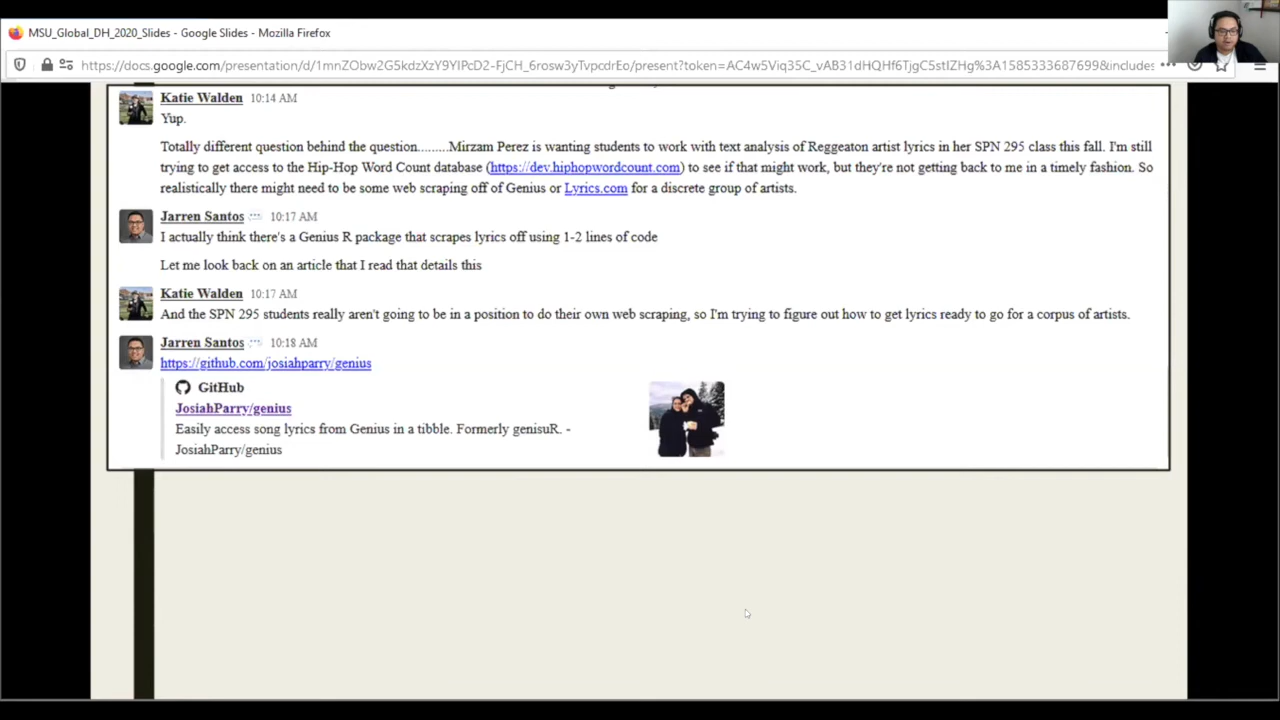 MSU_Global_DH_2020_Slides - Google Slides - Mozilla Firefox
https://docs.google.com/presentation/d/1mnZObw2G5kdzXzY9YIPcD2-FjCH_6rosw3yTvpcdrEo/present?token=AC4w5Viq35C_vAB31dHQHf6TjgC5stIZHg%3A1585333687699&includes
Katie Walden 10:14 AM
Yup.
Totally different question behind the question.........Mirzam Perez is wanting students to work with text analysis of Reggeaton artist lyrics in her SPN 295 class this fall. I'm still
trying to get access to the Hip-Hop Word Count database (https://dev.hiphopwordcount.com) to see if that might work, but they're not getting back to me in a timely fashion. So
realistically there might need to be some web scraping off of Genius or Lyrics.com for a discrete group of artists.
Jarren Santos 10:17 AM
I actually think there's a Genius R package that scrapes lyrics off using 1-2 lines of code
Let me look back on an article that I read that details this
Katie Walden 10:17 AM
And the SPN 295 students really aren't going to be in a position to do their own web scraping, so I'm trying to figure out how to get lyrics ready to go for a corpus of artists.
Jarren Santos 10:18 AM
https://github.com/josiahparry/genius
GitHub
JosiahParry/genius
Easily access song lyrics from Genius in a tibble. Formerly genisuR. -
JosiahParry/genius